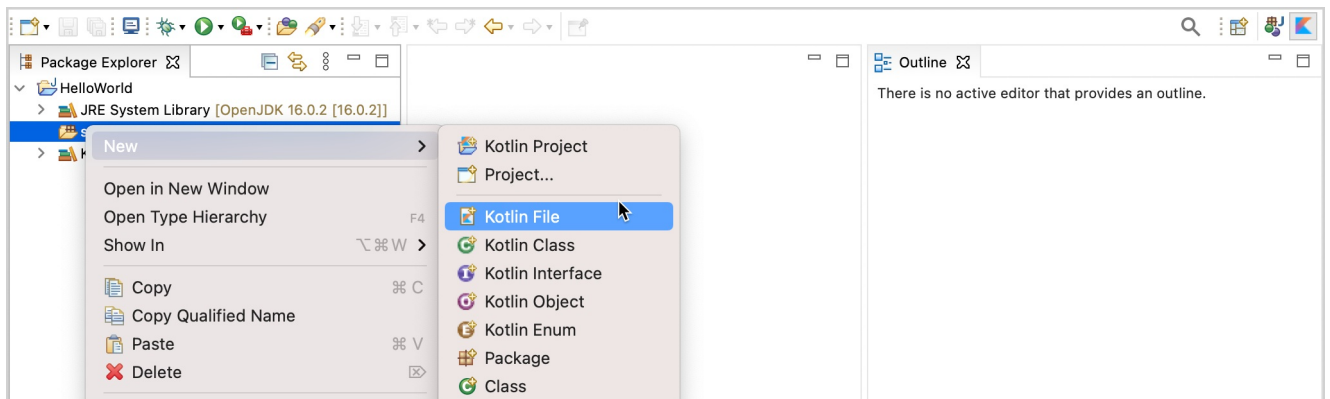 Package Explorer
Outline
HelloWorld
There is no active editor that provides an outline.
JRE System Library [OpenJDK 16.0.2 [16.0.2]]
New
Kotlin Project
Project...
Open in New Window
Open Type Hierarchy F4
Kotlin File
Show In ⌥⌘W
Kotlin Class
Kotlin Interface
Copy ⌘ C
Kotlin Object
Copy Qualified Name
Kotlin Enum
Paste ⌘ V
Package
Delete ⌦
Class